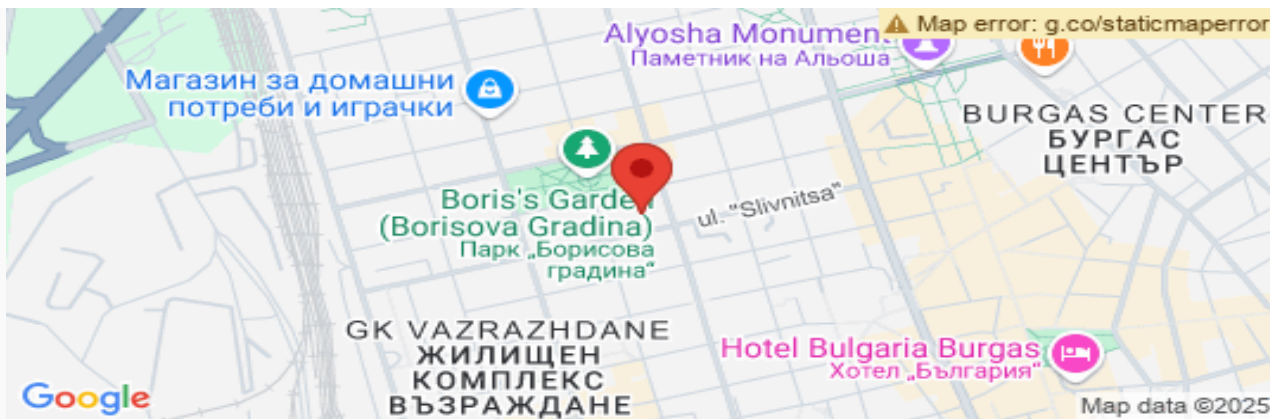 Map error: g.co/staticmaperror
Alyosha Monument
Паметник на Альоша
Магазин за домашни
потреби и играчки
BURGAS CENTER
БУРГАС
ЦЕНТЪР
Boris's Garden
(Borisova Gradina)
Парк „Борисова
градина“
ul. "Slivnitsa"
GK VAZRAZHDANE
ЖИЛИЩЕН
КОМПЛЕКС
ВЪЗРАЖДАНЕ
Hotel Bulgaria Burgas
Хотел „България“
Google
Map data ©2025